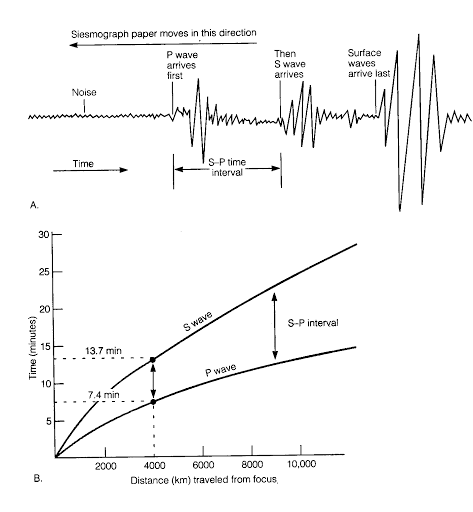 Siesmograph paper moves in this direction
P wave
arrives
first
Then
S wave
arrives
Surface
waves
arrive last
Noise
Time
S–P time
interval
A.
30
25
20
15
10
5
Time (minutes)
13.7 min
7.4 min
S wave
P wave
S–P interval
2000 4000 6000 8000 10,000
Distance (km) traveled from focus
B.